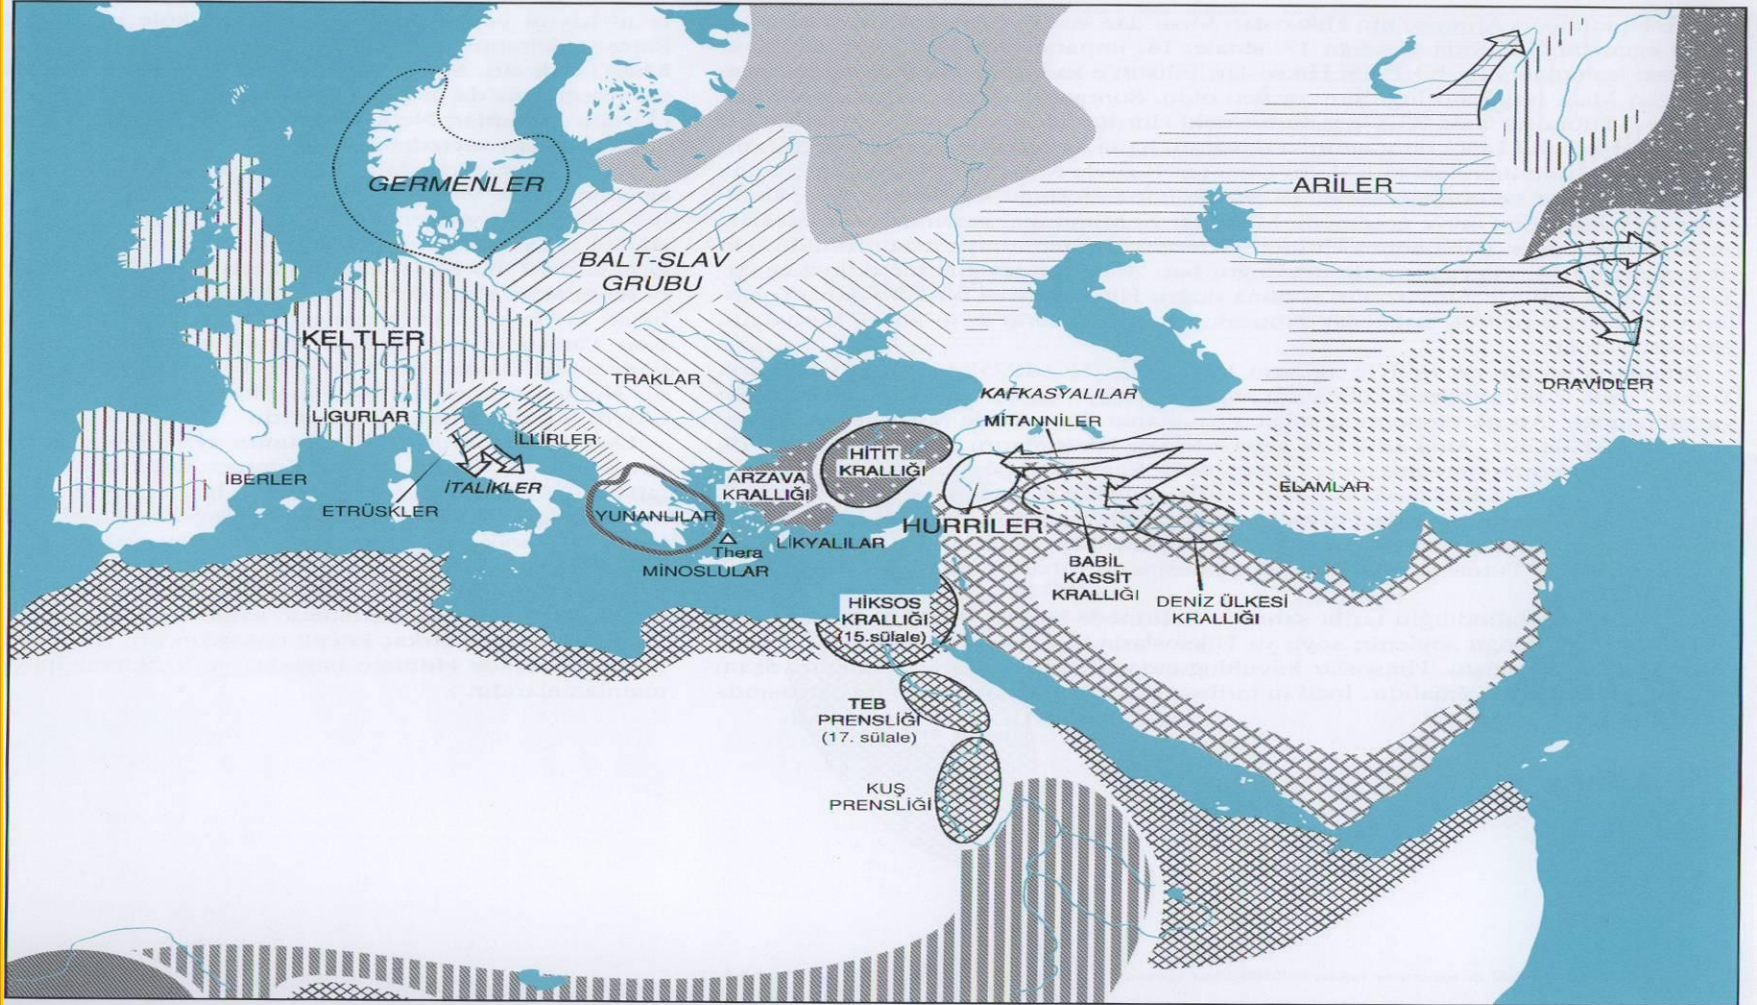 GERMENLER
ARİLER
BALT-SLAV
GRUBU
KELTLER
TRAKLAR
DRAVİDLER
KAFKASYALILAR
LİGURLAR
MİTANNİLER
İLLİRLER
HİTİT
KRALLIĞI
İBERLER
İTALİKLER
ARZAVA
KRALLIĞI
ELAMLAR
ETRÜSKLER
YUNANLILAR
HURRİLER
LİKYALILAR
Thera
MİNOSLULAR
BABİL
KASSİT
KRALLIĞI
DENİZ ÜLKESİ
KRALLIĞI
HİKSOS
KRALLIĞI
(15.sülale)
TEB
PRENSLİĞİ
(17. sülale)
KUŞ
PRENSLİĞİ